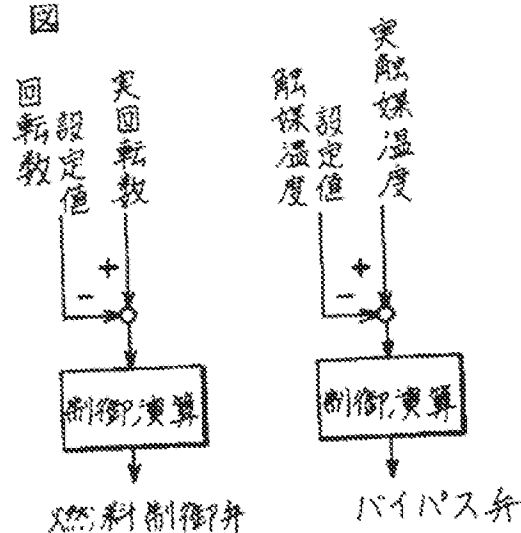 図
回転数
設定値
実回転数
触媒温度
設定値
実触媒温度
+
−
+
−
制御演算
制御演算
燃料制御弁
バイパス弁